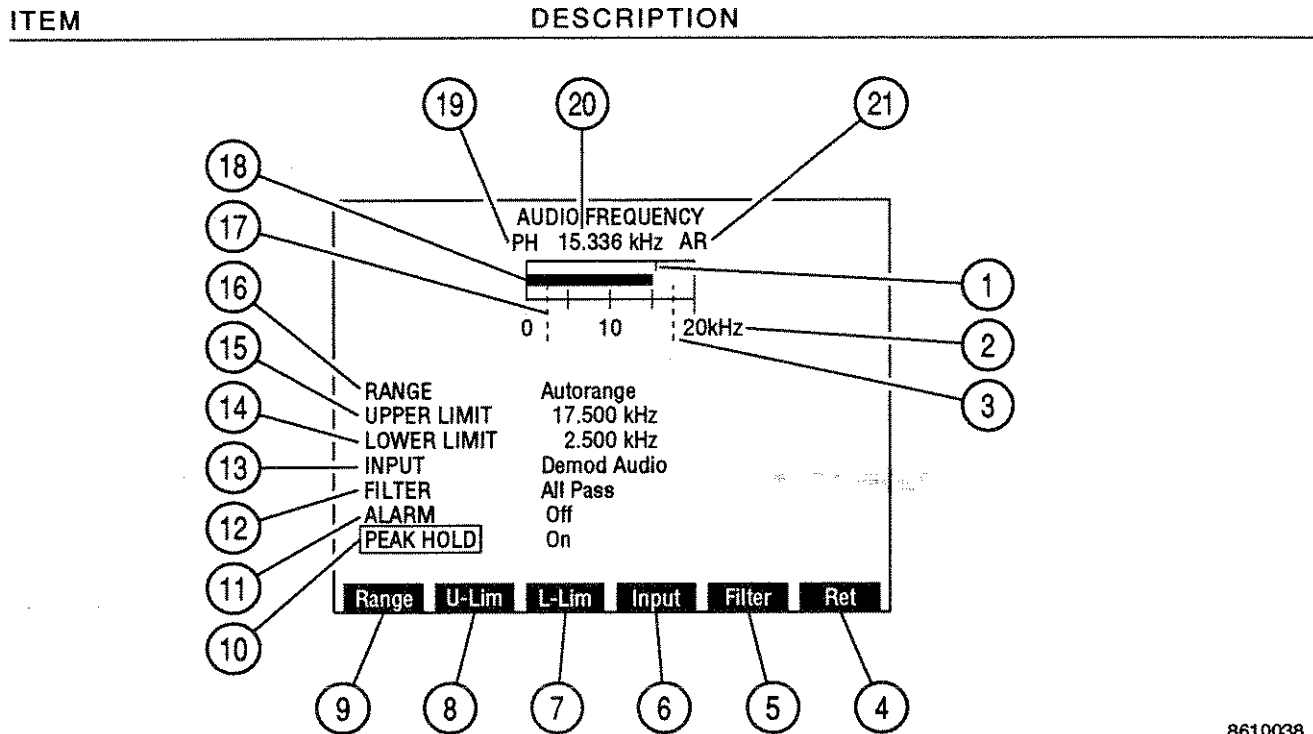 ITEM DESCRIPTION
19 20 21
18
17
16
15
14
13
12
11
10
AUDIO FREQUENCY
PH 15.336 kHz AR
0 10 20kHz
1
2
3
RANGE Autorange
UPPER LIMIT 17.500 kHz
LOWER LIMIT 2.500 kHz
INPUT Demod Audio
FILTER All Pass
ALARM Off
PEAK HOLD On
Range U-Lim L-Lim Input Filter Ret
9 8 7 6 5 4
8610038